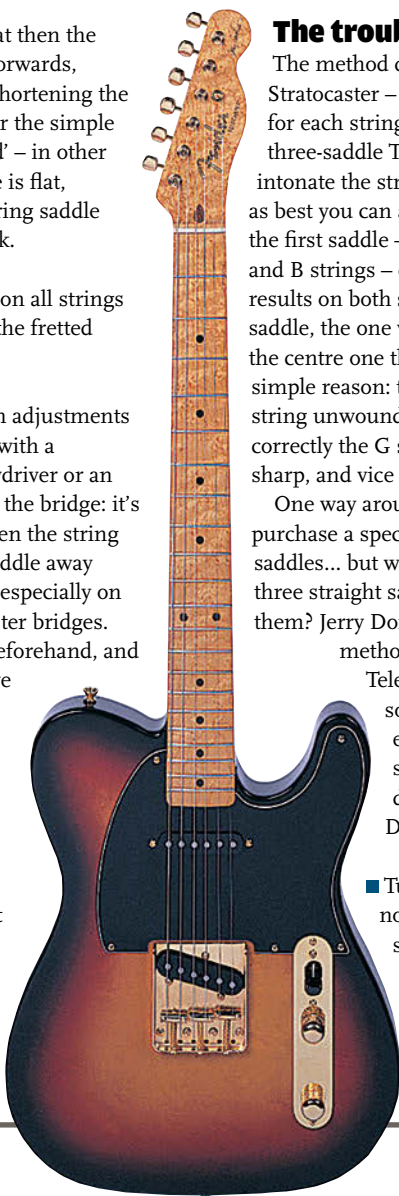 at then the
orwards,
hortening the
r the simple
l' – in other
e is flat,
ring saddle
k.
on all strings
the fretted
n adjustments
with a
driver or an
the bridge: it's
en the string
ddle away
especially on
ter bridges.
eforehand, and
e
t
The troub
The method o
Stratocaster –
for each string
three-saddle T
intonate the str
as best you can a
the first saddle –
and B strings – 
results on both s
saddle, the one w
the centre one th
simple reason: t
string unwound
correctly the G s
sharp, and vice
One way arou
purchase a spec
saddles... but w
three straight sa
them? Jerry Do
metho
Tele
so
e
s
d
D
Tu
no
s
Fender